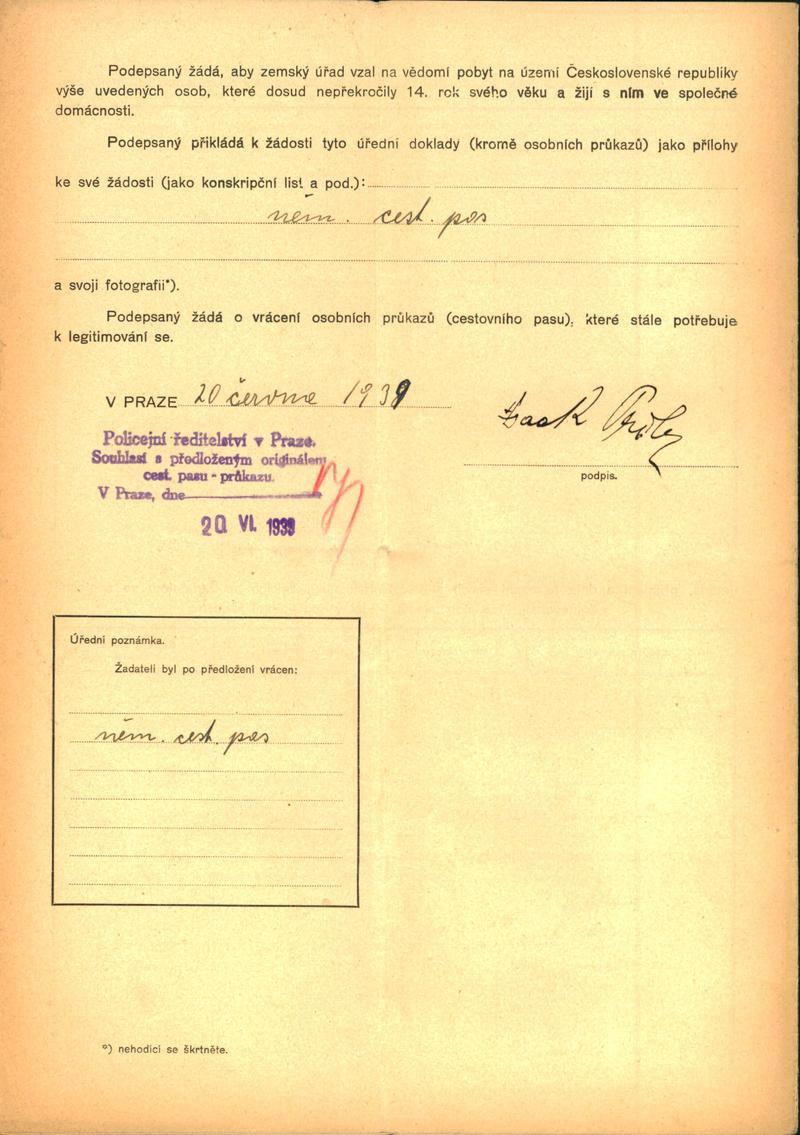 Podepsaný žádá, aby zemský úřad vzal na vědomí pobyt na území Československé republiky
výše uvedených osob, které dosud nepřekročily 14. rok svého věku a žijí s ním ve společné
domácnosti.
Podepsaný přikládá k žádosti tyto úřední doklady (kromě osobních průkazů) jako přílohy
ke své žádosti (jako konskripční list a pod.):
něm. cest. pas
a svoji fotografii*).
Podepsaný žádá o vrácení osobních průkazů (cestovního pasu), které stále potřebuje
k legitimování se.
V PRAZE 20 června 1939
Isaak
podpis.
Policejní ředitelství v Praze.
Souhlasí s předloženým originálem
cest. pasu - průkazu.
V Praze, dne
20 VI. 1939
Úřední poznámka.
Žadateli byl po předložení vrácen:
něm. cest. pas
*) nehodící se škrtněte.